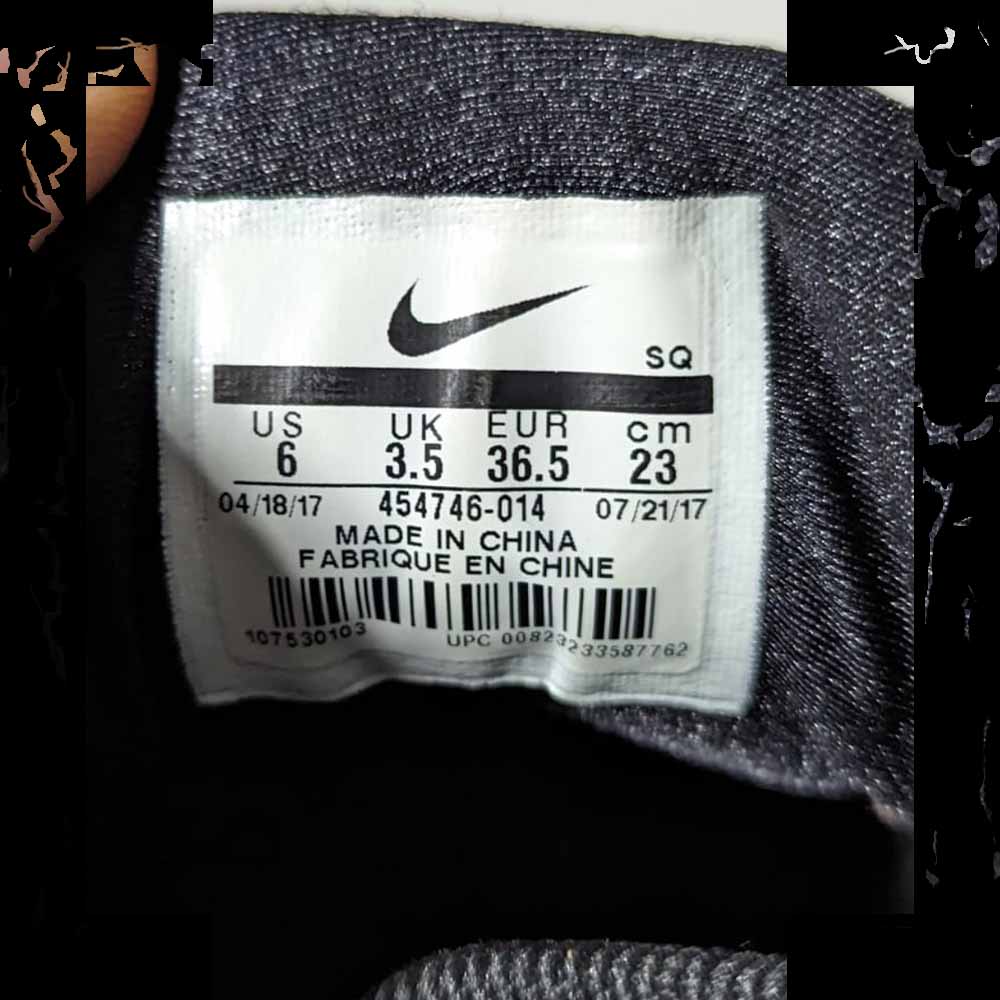 SQ
US UK EUR cm
6 3.5 36.5 23
04/18/17 454746-014 07/21/17
MADE IN CHINA
FABRIQUE EN CHINE
107530103 UPC 00823233587762